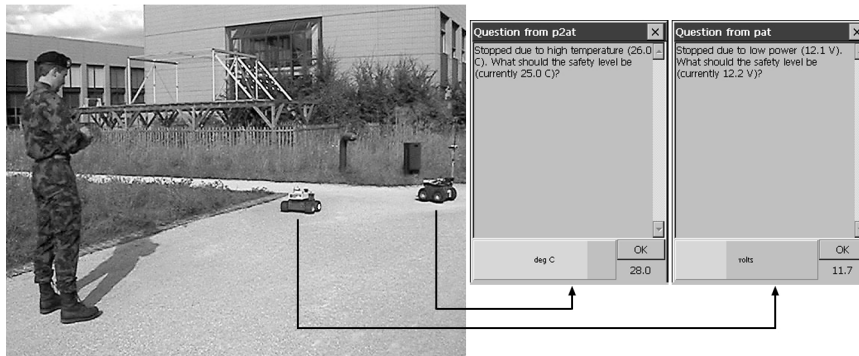 Question from p2at
Stopped due to high temperature (26.0
C). What should the safety level be
(currently 25.0 C)?
deg C
OK
28.0
Question from pat
Stopped due to low power (12.1 V).
What should the safety level be
(currently 12.2 V)?
volts
OK
11.7